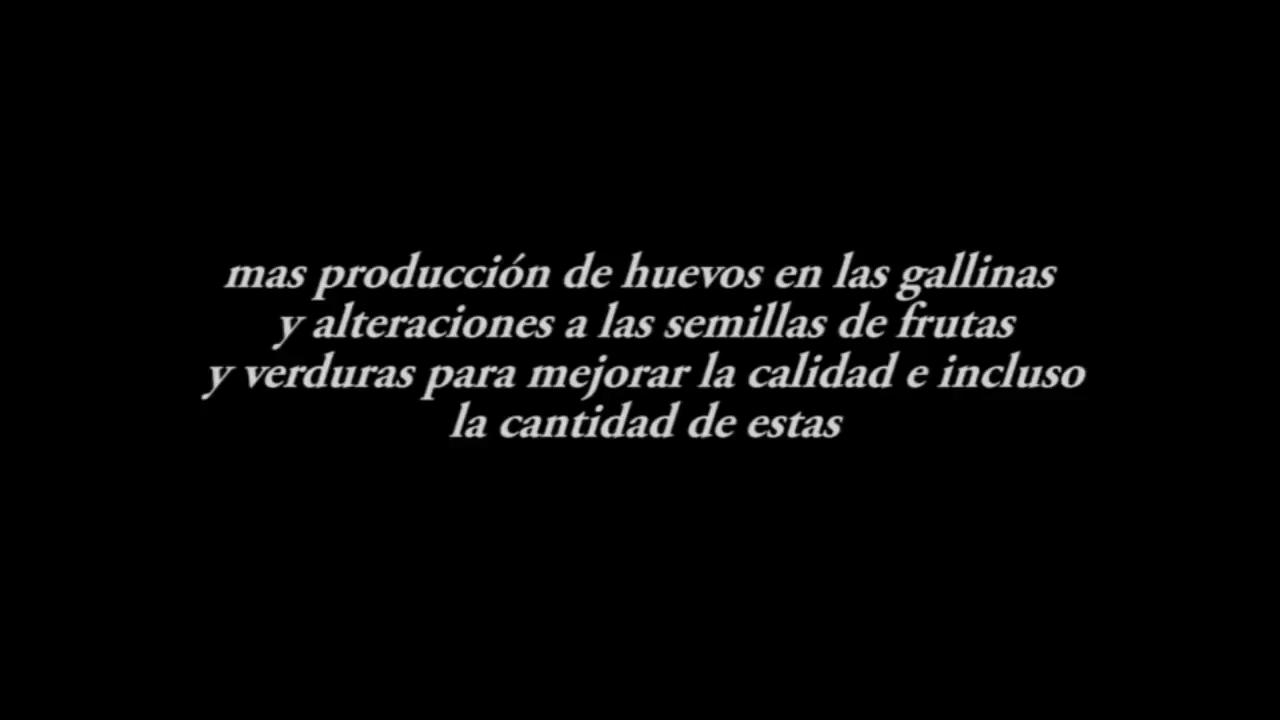 mas producción de huevos en las gallinas
y alteraciones a las semillas de frutas
y verduras para mejorar la calidad e incluso
la cantidad de estas